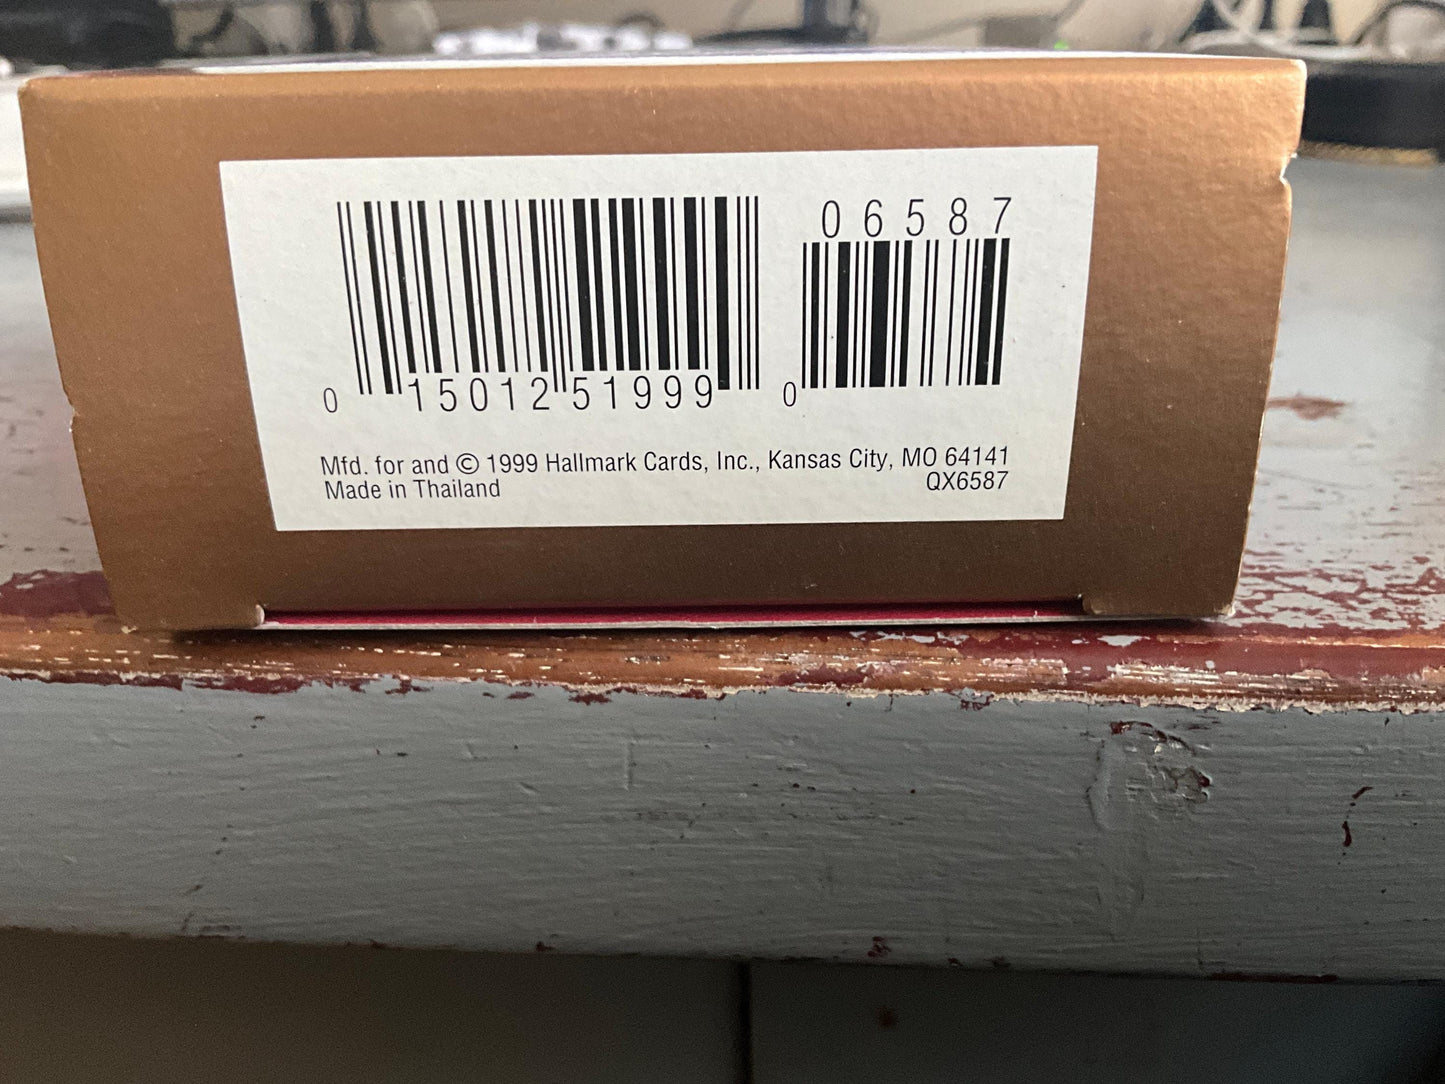 06587
0 15012 51999 0
Mfd. for and © 1999 Hallmark Cards, Inc., Kansas City, MO 64141
Made in Thailand QX6587